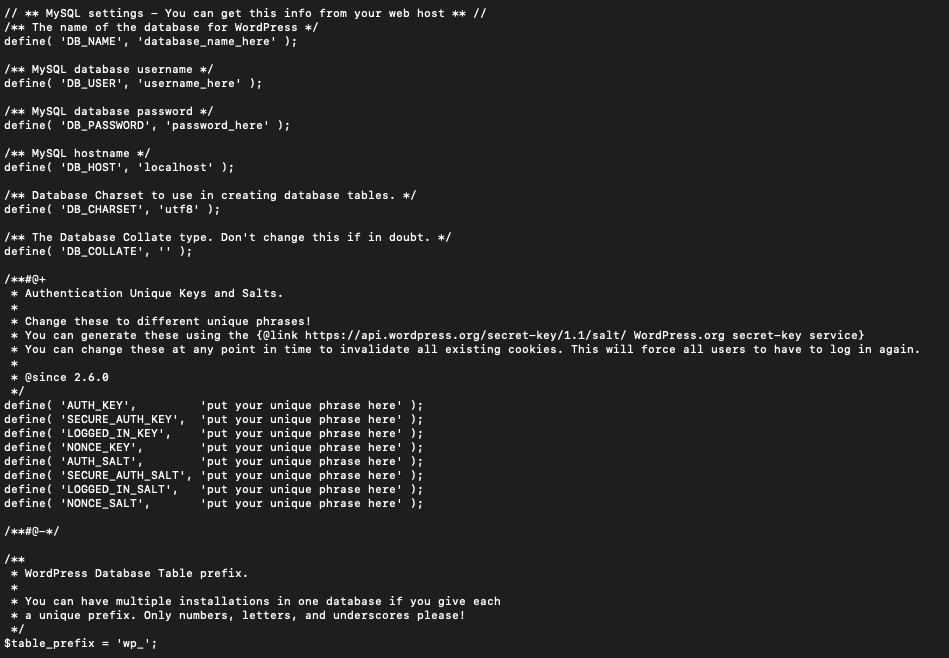 // ** MySQL settings - You can get this info from your web host ** //
/** The name of the database for WordPress */
define( 'DB_NAME', 'database_name_here' );

/** MySQL database username */
define( 'DB_USER', 'username_here' );

/** MySQL database password */
define( 'DB_PASSWORD', 'password_here' );

/** MySQL hostname */
define( 'DB_HOST', 'localhost' );

/** Database Charset to use in creating database tables. */
define( 'DB_CHARSET', 'utf8' );

/** The Database Collate type. Don't change this if in doubt. */
define( 'DB_COLLATE', '' );

/**#@+
 * Authentication Unique Keys and Salts.
 *
 * Change these to different unique phrases!
 * You can generate these using the {@link https://api.wordpress.org/secret-key/1.1/salt/ WordPress.org secret-key service}
 * You can change these at any point in time to invalidate all existing cookies. This will force all users to have to log in again.
 *
 * @since 2.6.0
 */
define( 'AUTH_KEY',         'put your unique phrase here' );
define( 'SECURE_AUTH_KEY',  'put your unique phrase here' );
define( 'LOGGED_IN_KEY',    'put your unique phrase here' );
define( 'NONCE_KEY',        'put your unique phrase here' );
define( 'AUTH_SALT',        'put your unique phrase here' );
define( 'SECURE_AUTH_SALT', 'put your unique phrase here' );
define( 'LOGGED_IN_SALT',   'put your unique phrase here' );
define( 'NONCE_SALT',       'put your unique phrase here' );

/**#@-*/

/**
 * WordPress Database Table prefix.
 *
 * You can have multiple installations in one database if you give each
 * a unique prefix. Only numbers, letters, and underscores please!
 */
$table_prefix = 'wp_';